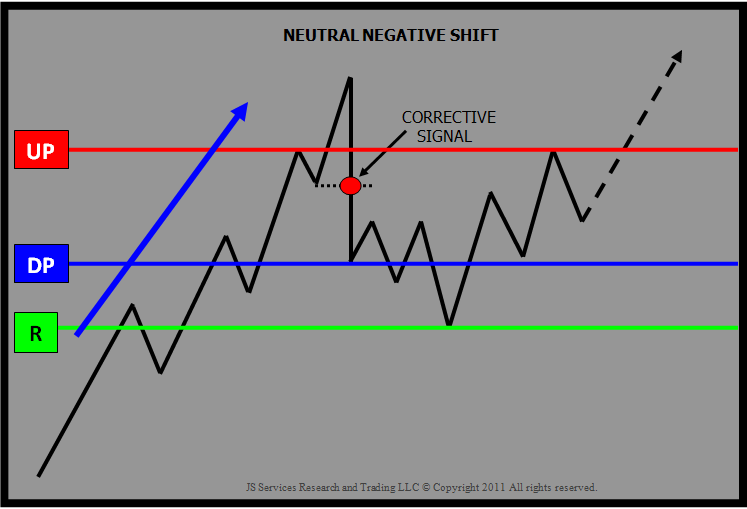 NEUTRAL NEGATIVE SHIFT
CORRECTIVE
SIGNAL
UP
DP
R
JS Services Research and Trading LLC © Copyright 2011 All rights reserved.